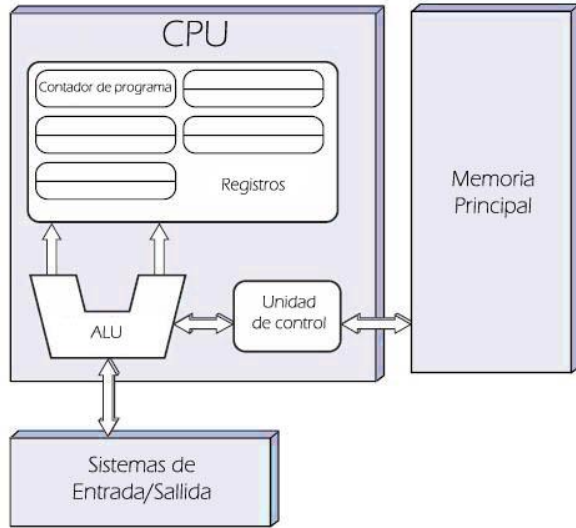 CPU
Contador de programa
Registros
Memoria
Principal
ALU
Unidad
de control
Sistemas de
Entrada/Sallida